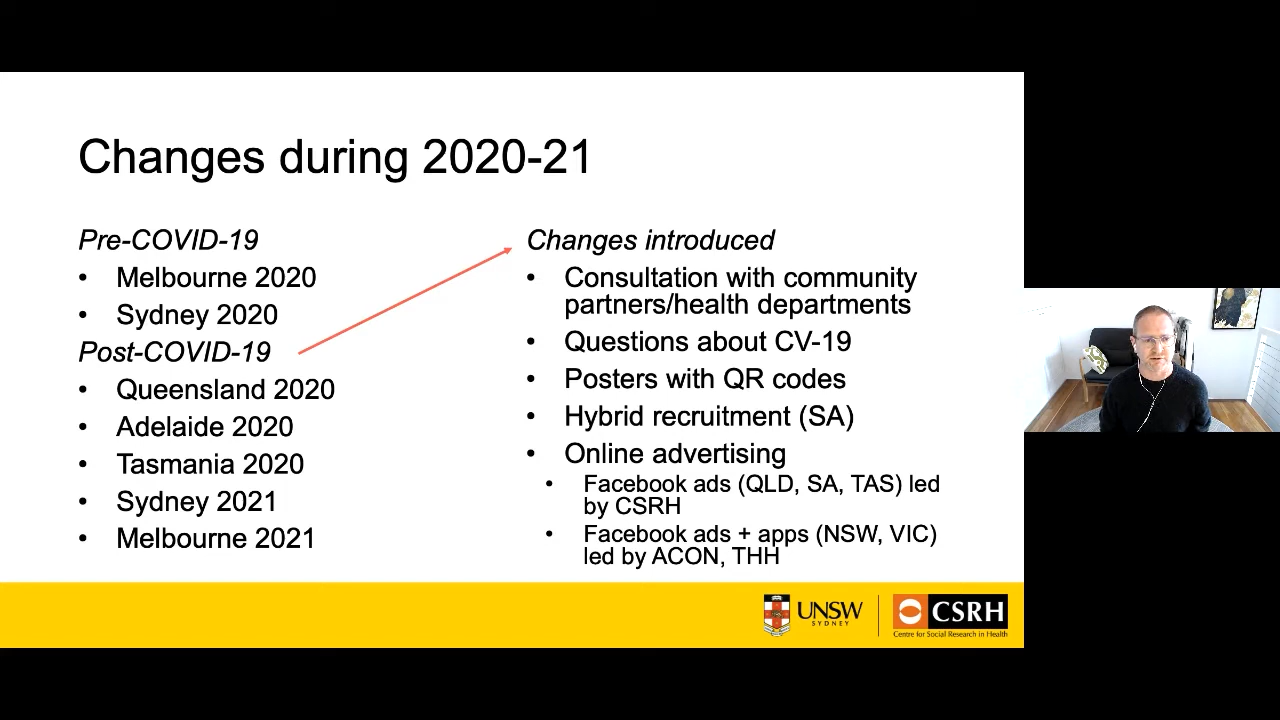 Changes during 2020-21
Pre-COVID-19
• Melbourne 2020
• Sydney 2020
Post-COVID-19
• Queensland 2020
• Adelaide 2020
• Tasmania 2020
• Sydney 2021
• Melbourne 2021
Changes introduced
• Consultation with community
partners/health departments
• Questions about CV-19
• Posters with QR codes
• Hybrid recruitment (SA)
• Online advertising
• Facebook ads (QLD, SA, TAS) led
by CSRH
• Facebook ads + apps (NSW, VIC)
led by ACON, THH
UNSW
SYDNEY
CSRH
Centre for Social Research in Health